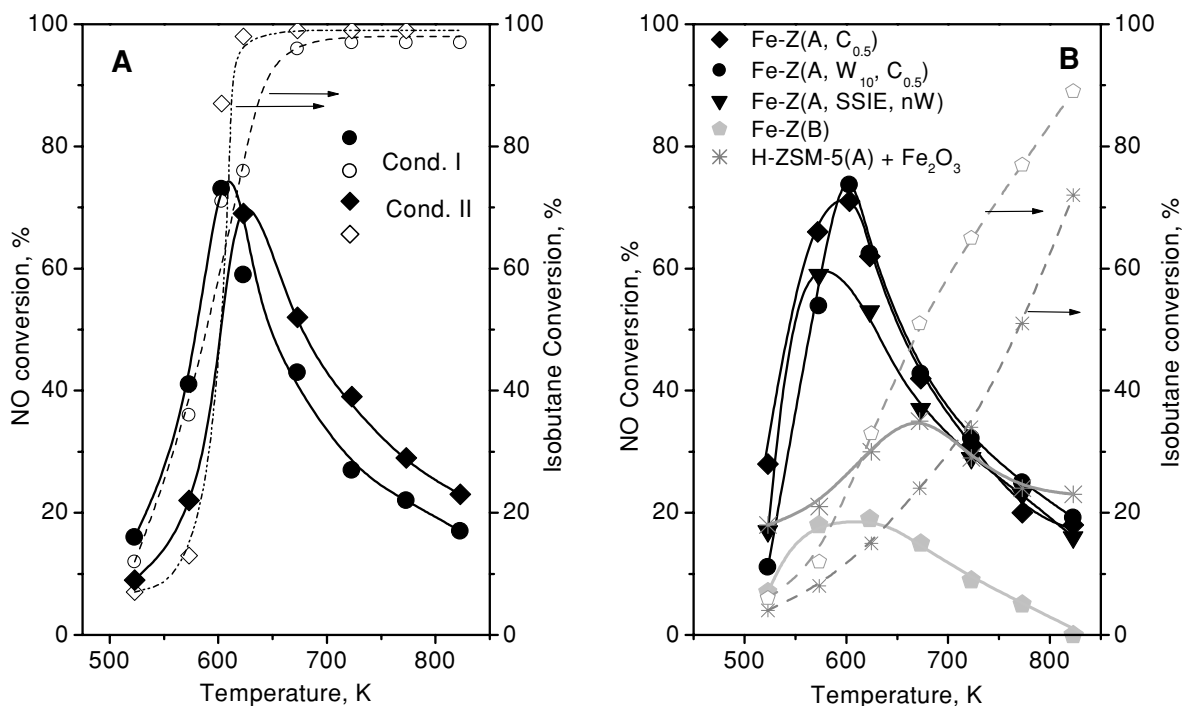 A
NO conversion, %
100
80
60
40
20
0
500
600
700
800
Temperature, K
100
80
60
40
20
0
Isobutane Conversion, %
Cond. I
Cond. II
B
NO Conversrion, %
100
80
60
40
20
0
500
600
700
800
Temperature, K
100
80
60
40
20
0
Isobutane conversion, %
Fe-Z(A, C0.5)
Fe-Z(A, W10, C0.5)
Fe-Z(A, SSIE, nW)
Fe-Z(B)
H-ZSM-5(A) + Fe2O3